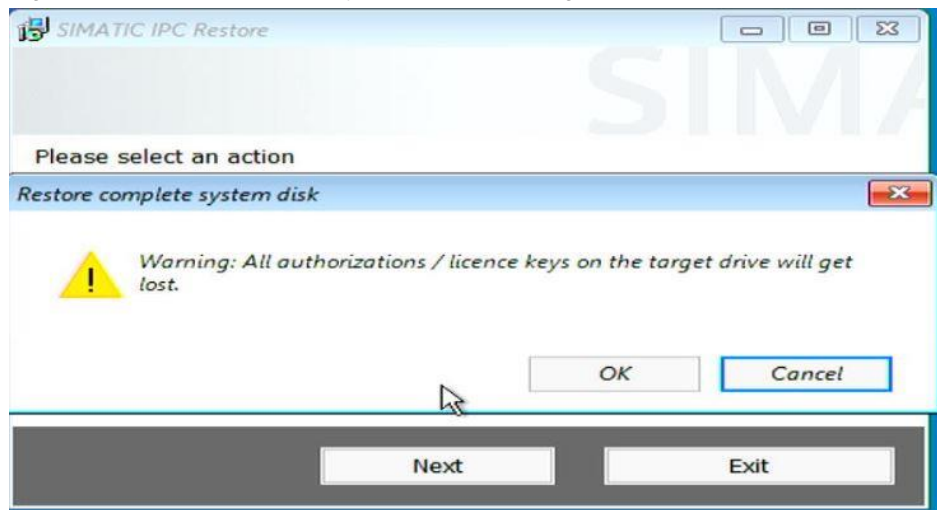 SIMATIC IPC Restore
SIMA
Please select an action
Restore complete system disk
Warning: All authorizations / licence keys on the target drive will get
lost.
OK Cancel
Next Exit